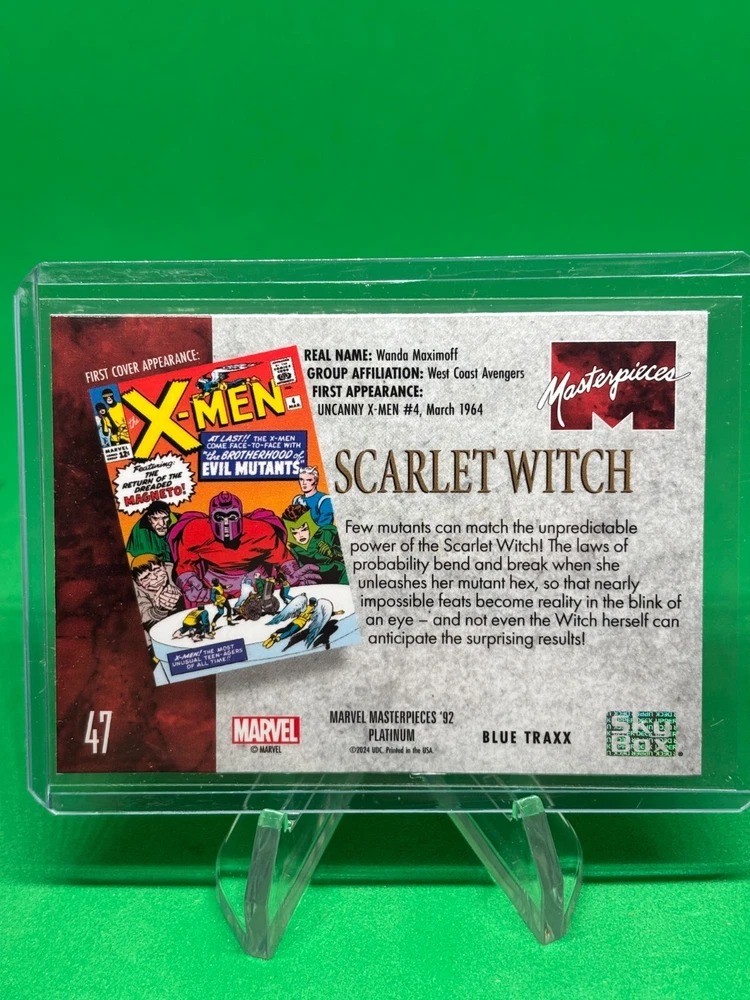 FIRST COVER APPEARANCE:
MARVEL
the X-MEN
4
MAR
AT LAST!! THE X-MEN
COME FACE-TO-FACE WITH
"the BROTHERHOOD of
EVIL MUTANTS"
Featuring:
THE
RETURN OF THE
DREADED
MAGNETO!
X-MEN! THE MOST
UNUSUAL TEEN-AGERS
OF ALL TIME!!
REAL NAME: Wanda Maximoff
GROUP AFFILIATION: West Coast Avengers
FIRST APPEARANCE:
UNCANNY X-MEN #4, March 1964
Masterpieces
SCARLET WITCH
Few mutants can match the unpredictable
power of the Scarlet Witch! The laws of
probability bend and break when she
unleashes her mutant hex, so that nearly
impossible feats become reality in the blink of
an eye – and not even the Witch herself can
anticipate the surprising results!
47
MARVEL
© MARVEL
MARVEL MASTERPIECES '92
PLATINUM
©2024 UDC. Printed in the USA.
BLUE TRAXX
SKY
BOX